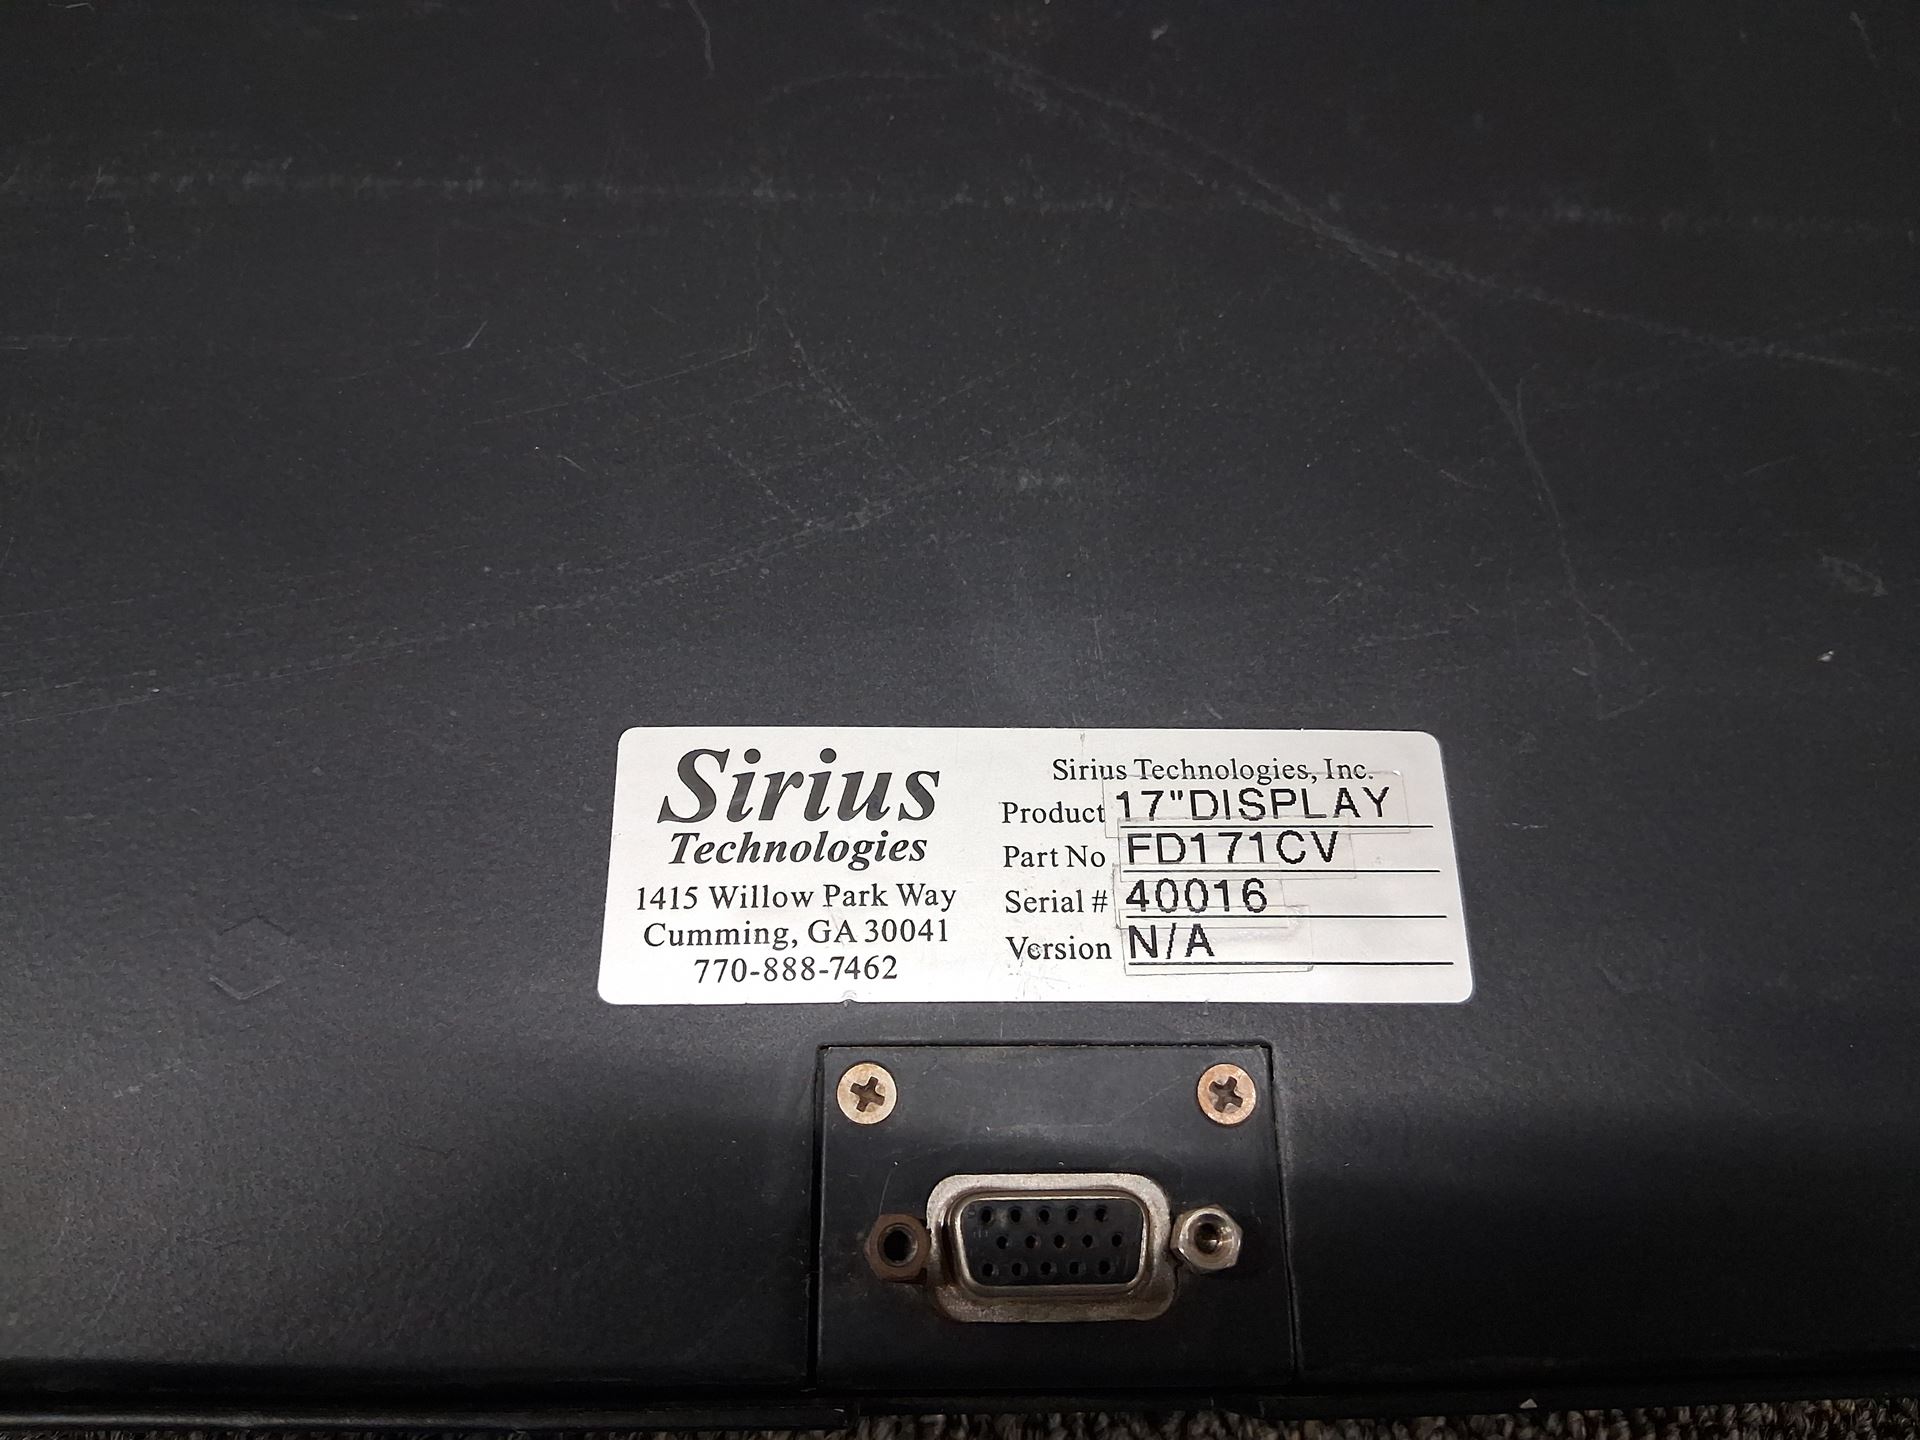 Sirius
Technologies
1415 Willow Park Way
Cumming, GA 30041
770-888-7462
Sirius Technologies, Inc.
Product 17"DISPLAY
Part No FD171CV
Serial # 40016
Version N/A